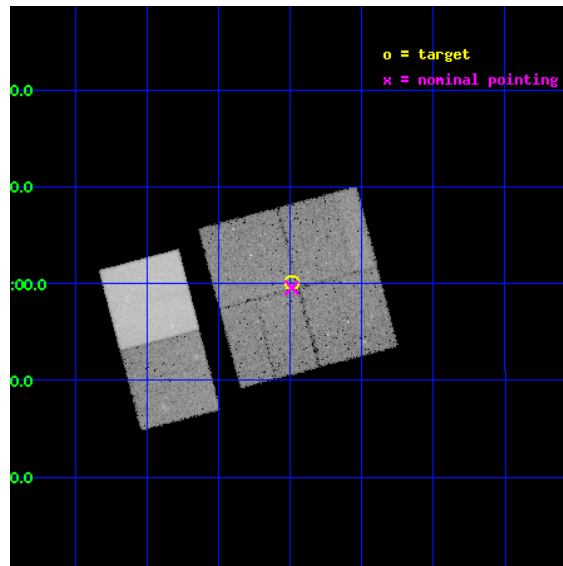 o = target
x = nominal pointing
0.0
0.0
:00.0
0.0
0.0